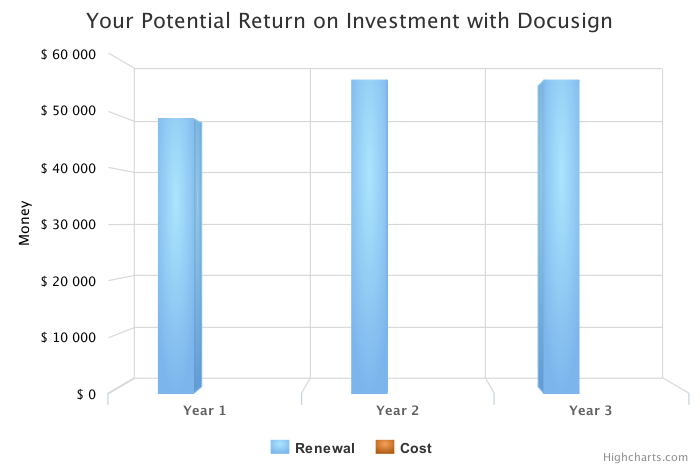 Your Potential Return on Investment with Docusign
$ 60 000
$ 50 000
$ 40 000
$ 30 000
$ 20 000
$ 10 000
$ 0
Money
Year 1
Year 2
Year 3
Renewal
Cost
Highcharts.com